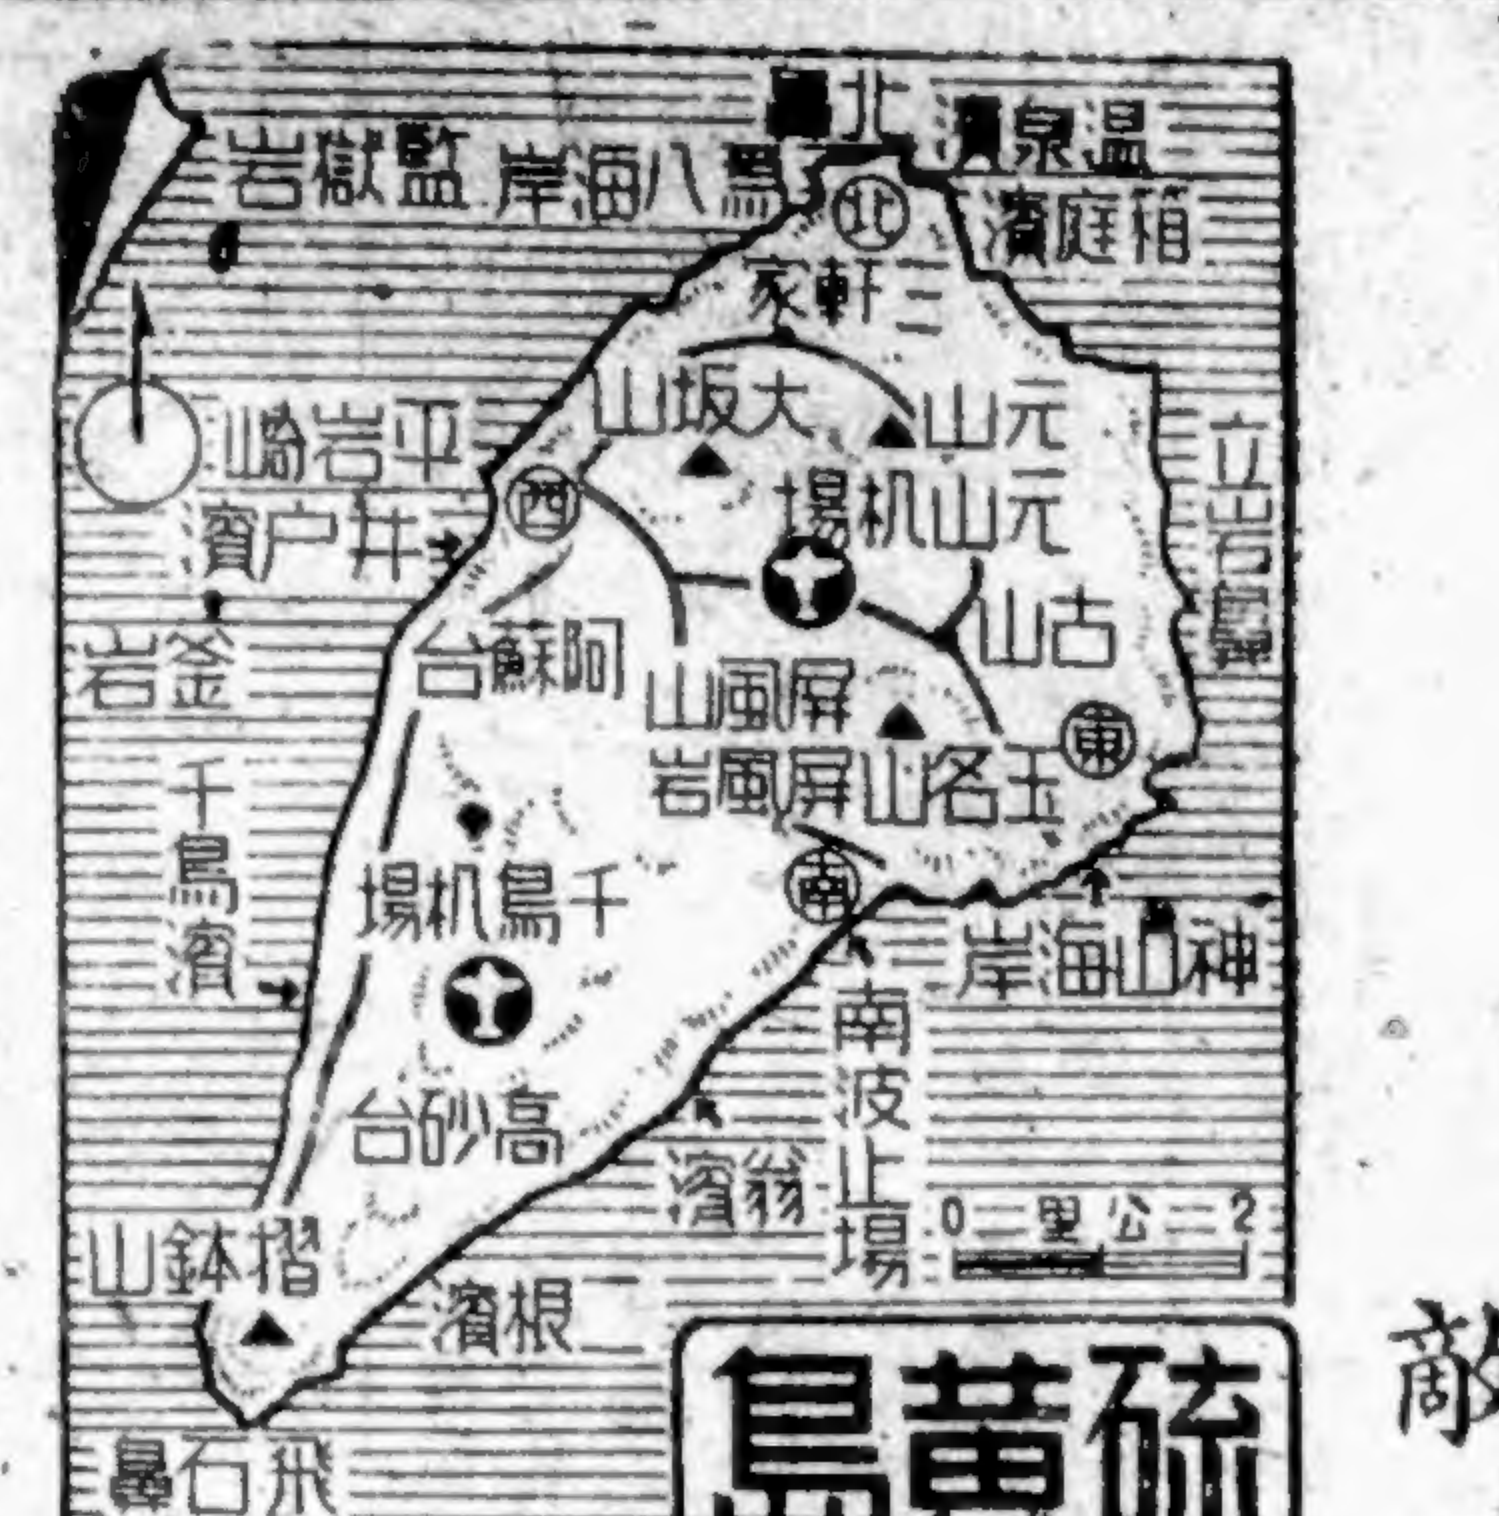 北
温泉濱
監獄岩
北
箱庭濱
三軒家
大坂山
元山
立岩鼻
平岩崎
西
元山机場
井户濱
古山
釜岩
阿蘇台
屏風山
東
玉名山
屏風岩
千鳥濱
千鳥机場
南
神山海岸
南波止場
高砂台
翁濱
0 公里 2
摺鉢山
二根濱
飛石鼻
硫黃島